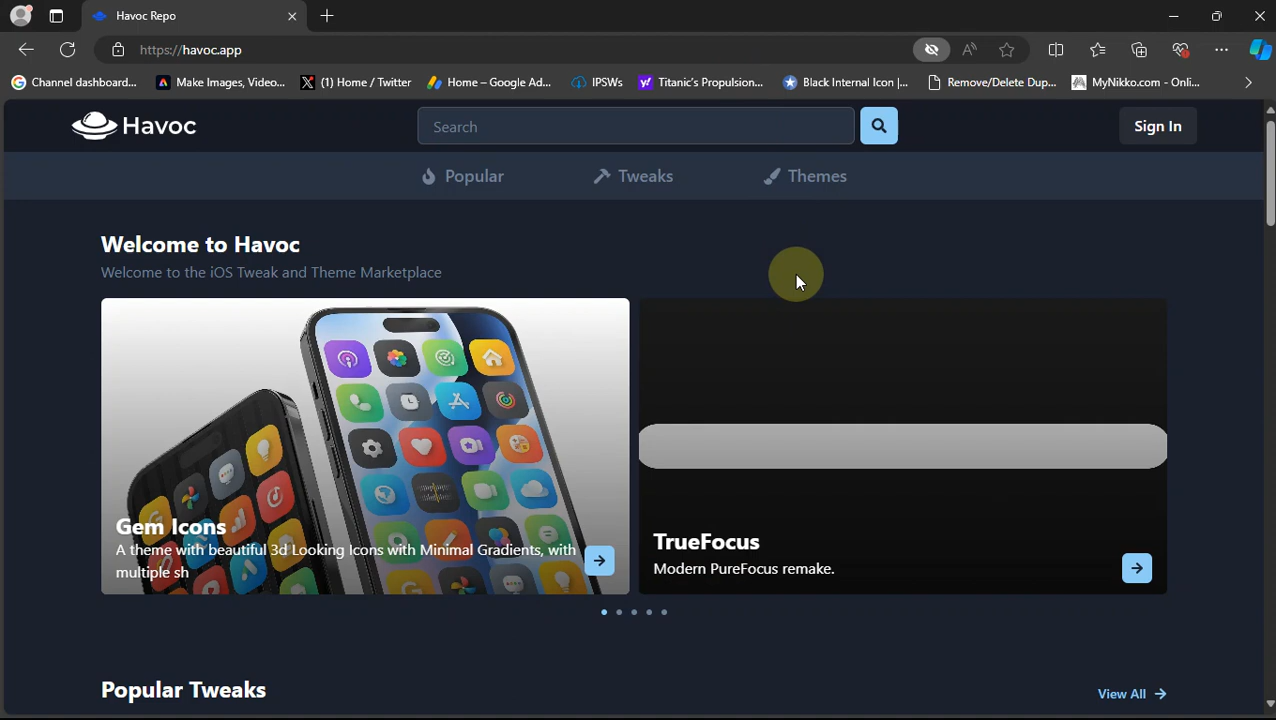 Havoc Repo
https://havoc.app
Channel dashboard...
Make Images, Video...
(1) Home / Twitter
Home – Google Ad...
IPSWs
Titanic's Propulsion...
Black Internal Icon |...
Remove/Delete Dup...
MyNikko.com - Onli...
Havoc
Search
Sign In
Popular
Tweaks
Themes
Welcome to Havoc
Welcome to the iOS Tweak and Theme Marketplace
Gem Icons
A theme with beautiful 3d Looking Icons with Minimal Gradients, with
multiple sh
TrueFocus
Modern PureFocus remake.
Popular Tweaks
View All